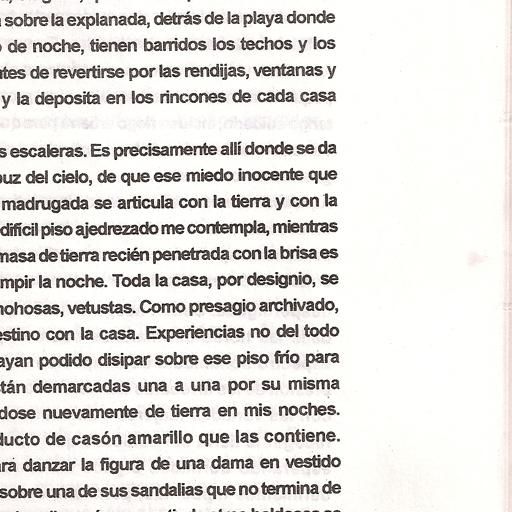 sobre la explanada, detrás de la playa donde
de noche, tienen barridos los techos y los
de revertirse por las rendijas, ventanas y
y la deposita en los rincones de cada casa
escaleras. Es precisamente allí donde se da
del cielo, de que ese miedo inocente que
madrugada se articula con la tierra y con la
difícil piso ajedrezado me contempla, mientras
masa de tierra recién penetrada con la brisa es
mpir la noche. Toda la casa, por designio, se
mohosas, vetustas. Como presagio archivado,
estino con la casa. Experiencias no del todo
ayan podido disipar sobre ese piso frío para
tán demarcadas una a una por su misma
dose nuevamente de tierra en mis noches.
ducto de casón amarillo que las contiene.
rá danzar la figura de una dama en vestido
sobre una de sus sandalias que no termina de